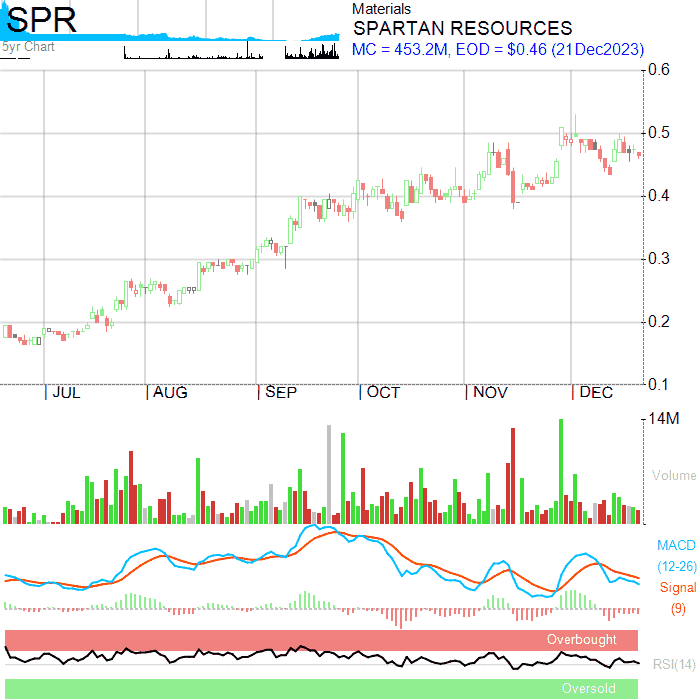 SPR
5yr Chart
Materials
SPARTAN RESOURCES
MC = 453.2M, EOD = $0.46 (21Dec2023)
0.6
0.5
0.4
0.3
0.2
0.1
JUL AUG SEP OCT NOV DEC
14M
Volume
MACD
(12-26)
Signal
(9)
Overbought
RSI(14)
Oversold